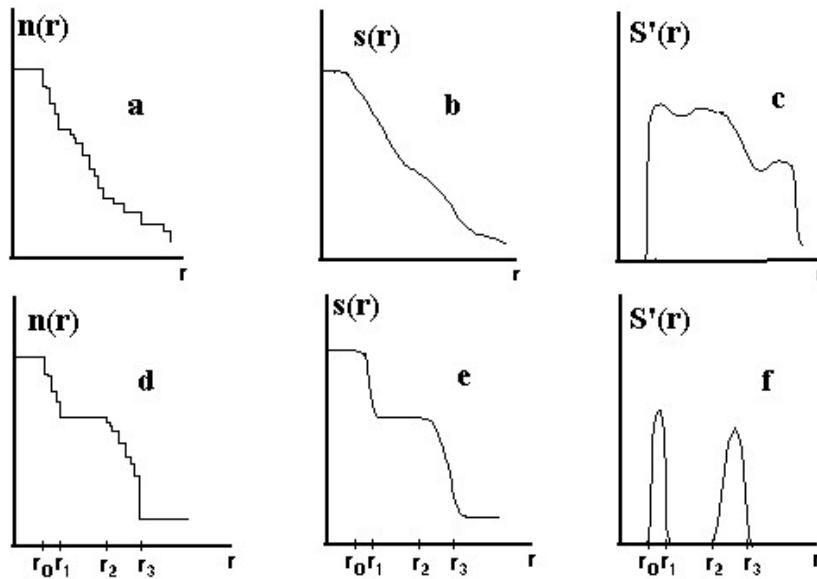 n(r)
a
r
s(r)
b
r
S'(r)
c
r
n(r)
d
r₀ r₁ r₂ r₃ r
s(r)
e
r₀ r₁ r₂ r₃ r
S'(r)
f
r₀ r₁ r₂ r₃ r